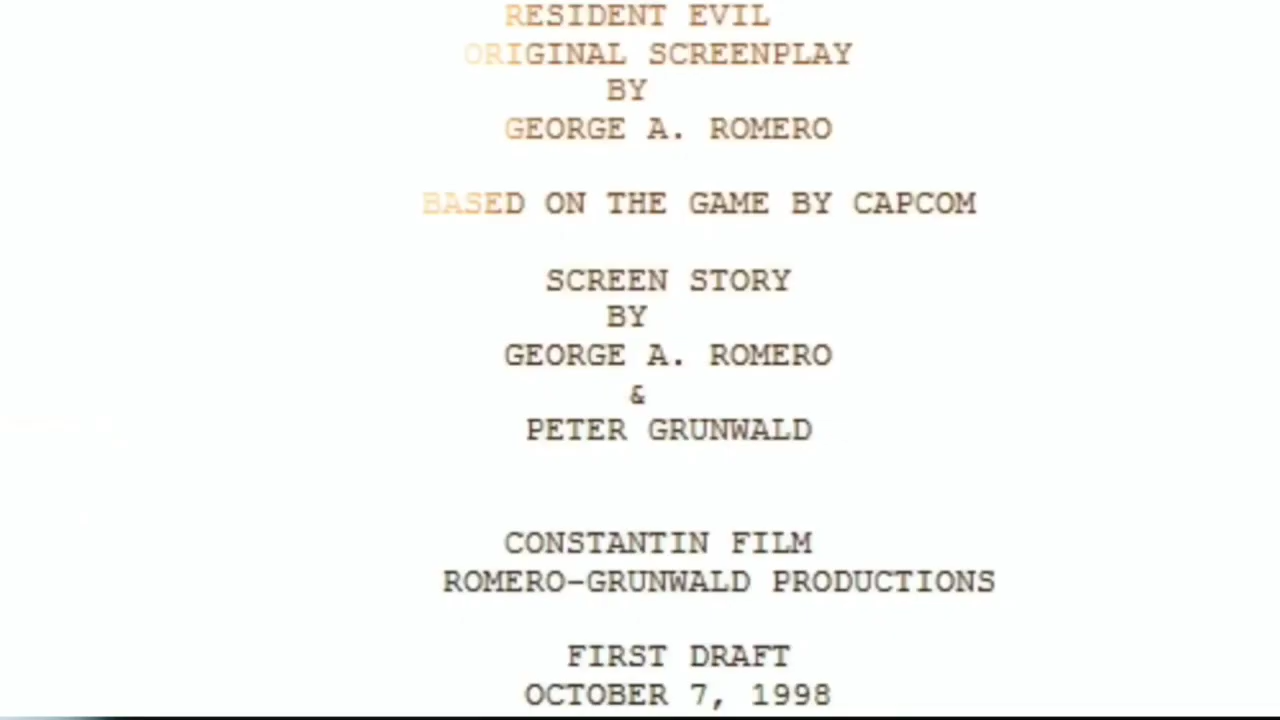 RESIDENT EVIL
ORIGINAL SCREENPLAY
BY
GEORGE A. ROMERO
BASED ON THE GAME BY CAPCOM
SCREEN STORY
BY
GEORGE A. ROMERO
&
PETER GRUNWALD
CONSTANTIN FILM
ROMERO-GRUNWALD PRODUCTIONS
FIRST DRAFT
OCTOBER 7, 1998